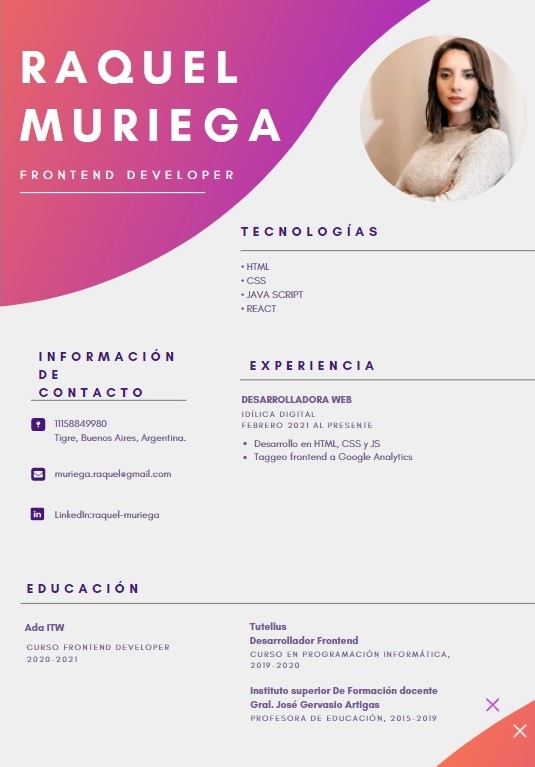 RAQUEL
MURIEGA
FRONTEND DEVELOPER
TECNOLOGÍAS
• HTML
• CSS
• JAVA SCRIPT
• REACT
INFORMACIÓN
DE
CONTACTO
11158849980
Tigre, Buenos Aires, Argentina.
muriega.raquel@gmail.com
LinkedIn:raquel-muriega
EXPERIENCIA
DESARROLLADORA WEB
IDÍLICA DIGITAL
FEBRERO 2021 AL PRESENTE
• Desarrollo en HTML, CSS y JS
• Taggeo frontend a Google Analytics
EDUCACIÓN
Ada ITW
CURSO FRONTEND DEVELOPER
2020-2021
Tutellus
Desarrollador Frontend
CURSO EN PROGRAMACIÓN INFORMÁTICA,
2019-2020
Instituto superior De Formación docente
Gral. José Gervasio Artigas
PROFESORA DE EDUCACIÓN, 2015-2019